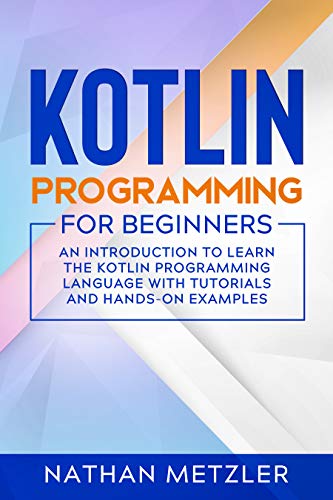 KOTLIN
PROGRAMMING
FOR BEGINNERS
AN INTRODUCTION TO LEARN
THE KOTLIN PROGRAMMING
LANGUAGE WITH TUTORIALS
AND HANDS-ON EXAMPLES
NATHAN METZLER